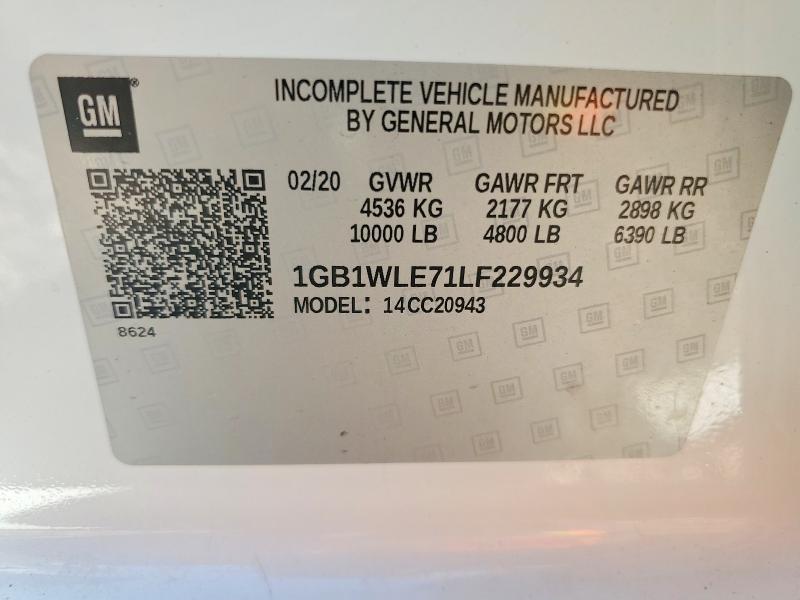 GM®
INCOMPLETE VEHICLE MANUFACTURED
BY GENERAL MOTORS LLC
02/20 GVWR GAWR FRT GAWR RR
4536 KG 2177 KG 2898 KG
10000 LB 4800 LB 6390 LB
1GB1WLE71LF229934
MODEL: 14CC20943
8624